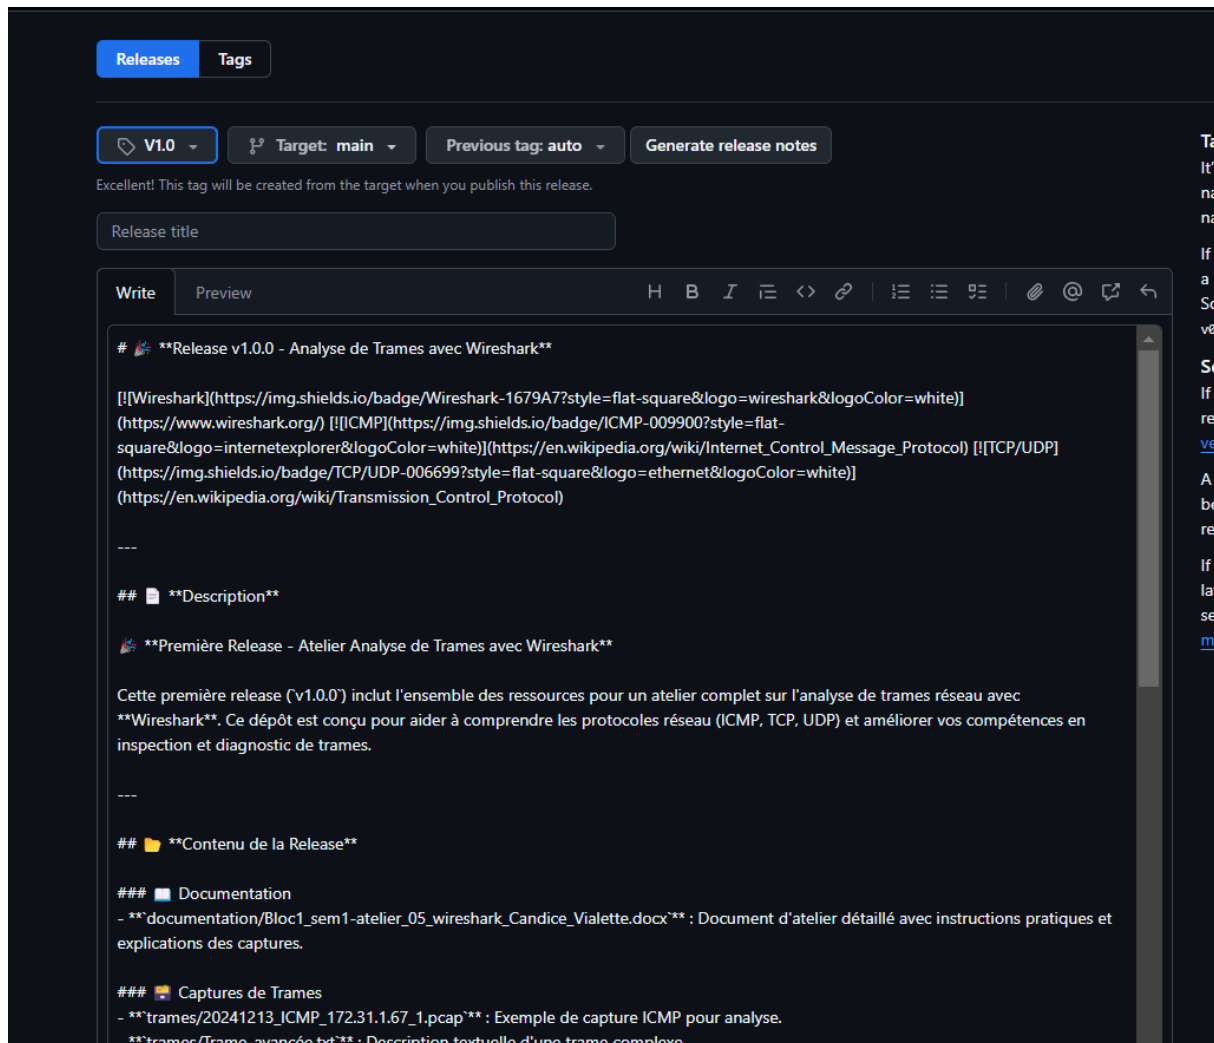 Releases Tags
V1.0 Target: main Previous tag: auto Generate release notes
Excellent! This tag will be created from the target when you publish this release.
Release title
Write Preview
# 🎉 **Release v1.0.0 - Analyse de Trames avec Wireshark**
[![Wireshark](https://img.shields.io/badge/Wireshark-1679A7?style=flat-square&logo=wireshark&logoColor=white)]
(https://www.wireshark.org/) [![ICMP](https://img.shields.io/badge/ICMP-009900?style=flat-
square&logo=internetexplorer&logoColor=white)](https://en.wikipedia.org/wiki/Internet_Control_Message_Protocol) [![TCP/UDP]
(https://img.shields.io/badge/TCP/UDP-006699?style=flat-square&logo=ethernet&logoColor=white)]
(https://en.wikipedia.org/wiki/Transmission_Control_Protocol)
---
## 📄 **Description**
🎉 **Première Release - Atelier Analyse de Trames avec Wireshark**
Cette première release (`v1.0.0`) inclut l'ensemble des ressources pour un atelier complet sur l'analyse de trames réseau avec
**Wireshark**. Ce dépôt est conçu pour aider à comprendre les protocoles réseau (ICMP, TCP, UDP) et améliorer vos compétences en
inspection et diagnostic de trames.
---
## 📂 **Contenu de la Release**
### 📖 Documentation
- **`documentation/Bloc1_sem1-atelier_05_wireshark_Candice_Vialette.docx`** : Document d'atelier détaillé avec instructions pratiques et
explications des captures.
### 🗃️ Captures de Trames
- **`trames/20241213_ICMP_172.31.1.67_1.pcap`** : Exemple de capture ICMP pour analyse.
- **`trames/Trame_avancée.txt`** : Description textuelle d'une trame complexe.